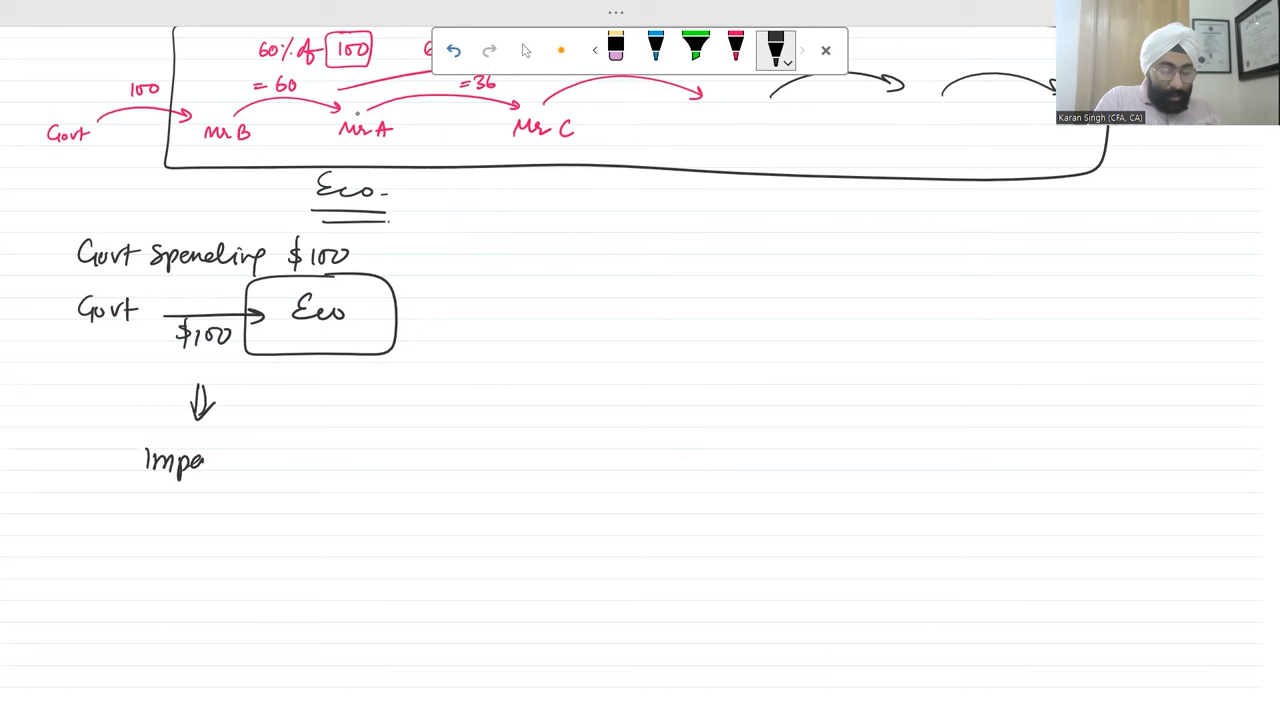 60% of 100
100
= 60
= 36
Govt
Mr B
Mr A
Mr C
Karan Singh (CFA, CA)
Eco.
Govt Spending $100
Govt
Eco
$100
Impa